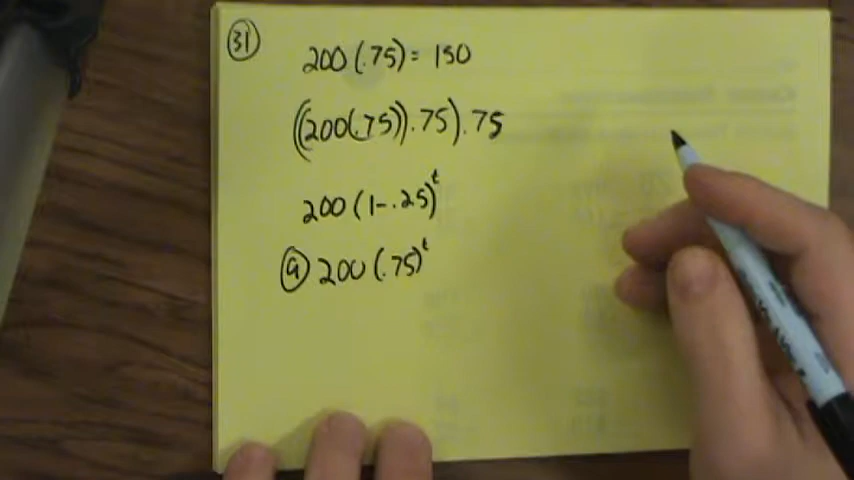 31 200(.75) = 150
((200(.75)).75).75
200(1-.25)^t
a 200(.75)^t